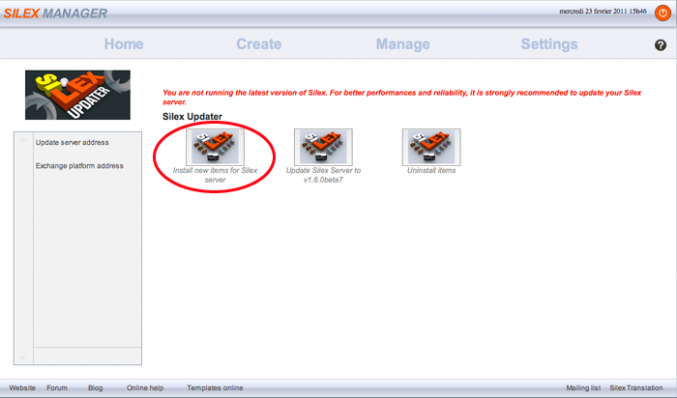 SILEX MANAGER
mercredi 23 fevrier 2011 15h46
Home Create Manage Settings ?
SILEX
UPDATER
You are not running the latest version of Silex. For better performances and reliability, it is strongly recommended to update your Silex
server.
Silex Updater
Update server address
Exchange platform address
Install new items for Silex
server
Update Silex Server to
v1.6.0beta7
Uninstall items
Website Forum Blog Online help Templates online Mailing list Silex Translation